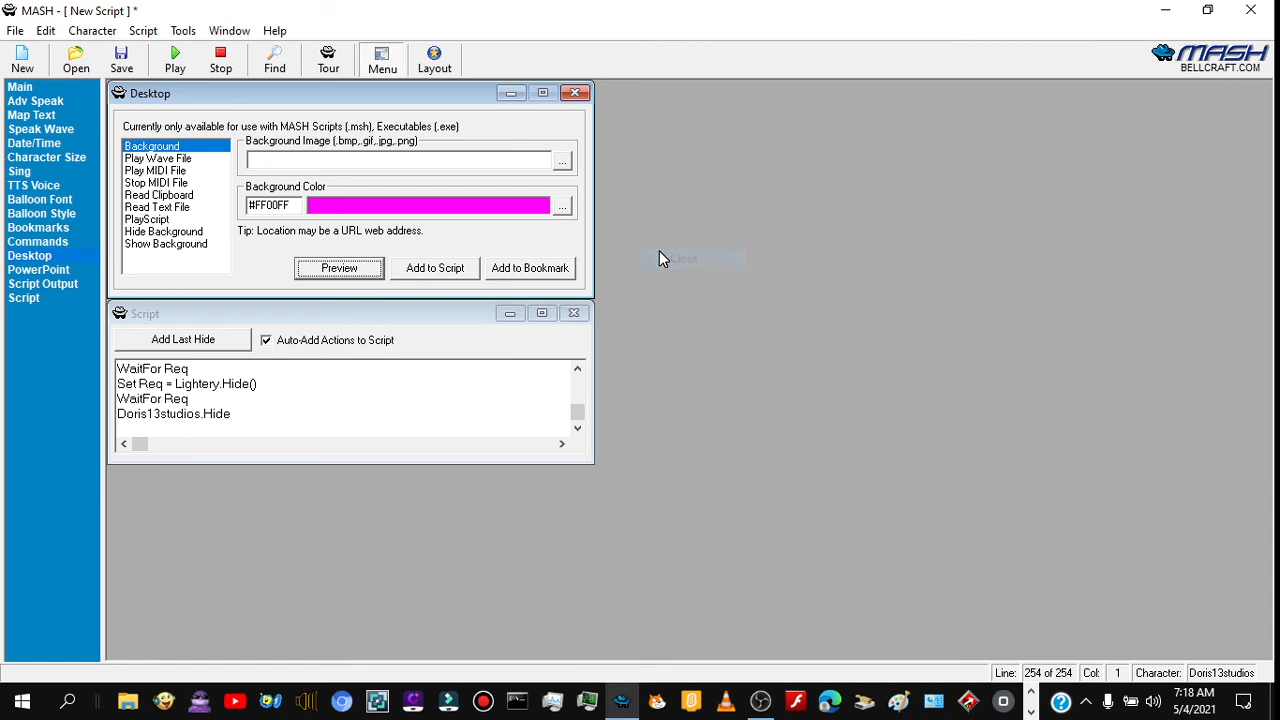 MASH - [ New Script ] *
File Edit Character Script Tools Window Help
New Open Save Play Stop Find Tour Menu Layout
MASH
BELLCRAFT.COM
Main
Adv Speak
Map Text
Speak Wave
Date/Time
Character Size
Sing
TTS Voice
Balloon Font
Balloon Style
Bookmarks
Commands
Desktop
PowerPoint
Script Output
Script
Desktop
Currently only available for use with MASH Scripts (.msh), Executables (.exe)
Background
Play Wave File
Play MIDI File
Stop MIDI File
Read Clipboard
Read Text File
PlayScript
Hide Background
Show Background
Background Image (.bmp,.gif,.jpg,.png)
...
Background Color
#FF00FF
...
Tip: Location may be a URL web address.
Preview Add to Script Add to Bookmark
Close
Script
Add Last Hide Auto-Add Actions to Script
WaitFor Req
Set Req = Lightery.Hide()
WaitFor Req
Doris13studios.Hide
Line: 254 of 254 Col: 1 Character: Doris13studios
7:18 AM
5/4/2021